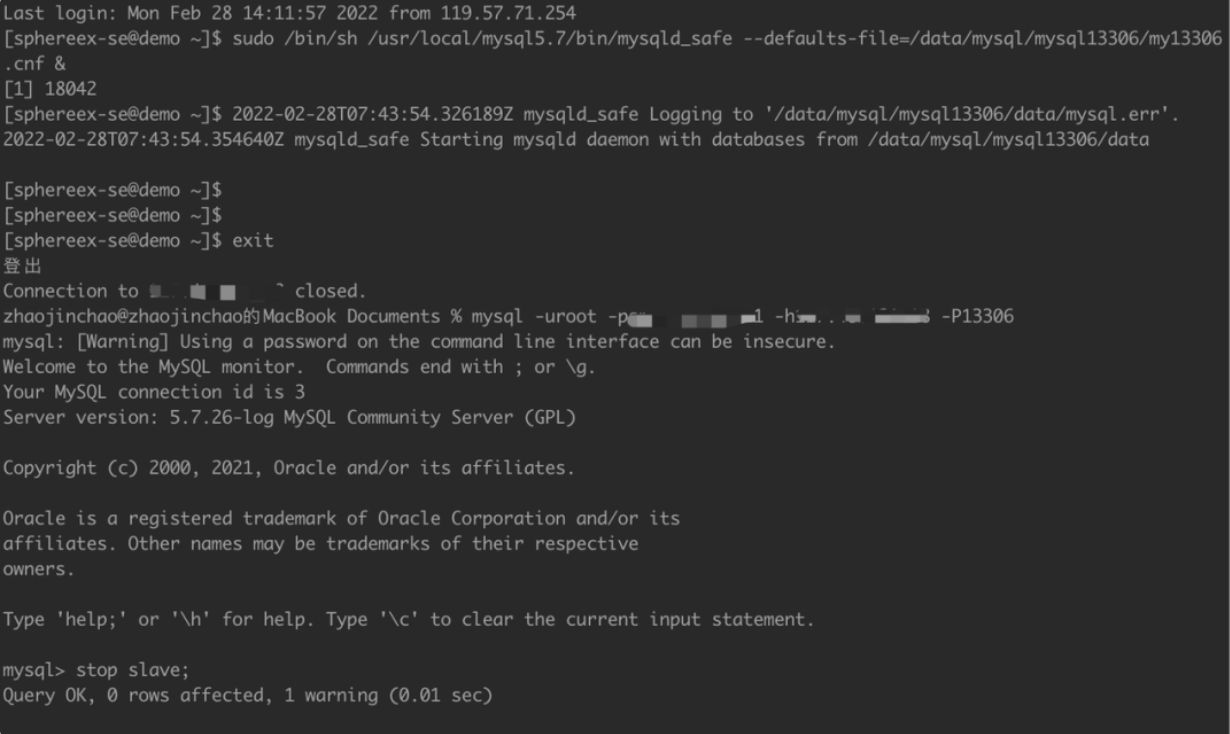 Last login: Mon Feb 28 14:11:57 2022 from 119.57.71.254
[sphereex-se@demo ~]$ sudo /bin/sh /usr/local/mysql5.7/bin/mysqld_safe --defaults-file=/data/mysql/mysql13306/my13306
.cnf &
[1] 18042
[sphereex-se@demo ~]$ 2022-02-28T07:43:54.326189Z mysqld_safe Logging to '/data/mysql/mysql13306/data/mysql.err'.
2022-02-28T07:43:54.354640Z mysqld_safe Starting mysqld daemon with databases from /data/mysql/mysql13306/data
[sphereex-se@demo ~]$
[sphereex-se@demo ~]$
[sphereex-se@demo ~]$ exit
登出
Connection to closed.
zhaojinchao@zhaojinchao的MacBook Documents % mysql -uroot -P13306
mysql: [Warning] Using a password on the command line interface can be insecure.
Welcome to the MySQL monitor.  Commands end with ; or \g.
Your MySQL connection id is 3
Server version: 5.7.26-log MySQL Community Server (GPL)
Copyright (c) 2000, 2021, Oracle and/or its affiliates.
Oracle is a registered trademark of Oracle Corporation and/or its
affiliates. Other names may be trademarks of their respective
owners.
Type 'help;' or '\h' for help. Type '\c' to clear the current input statement.
mysql> stop slave;
Query OK, 0 rows affected, 1 warning (0.01 sec)